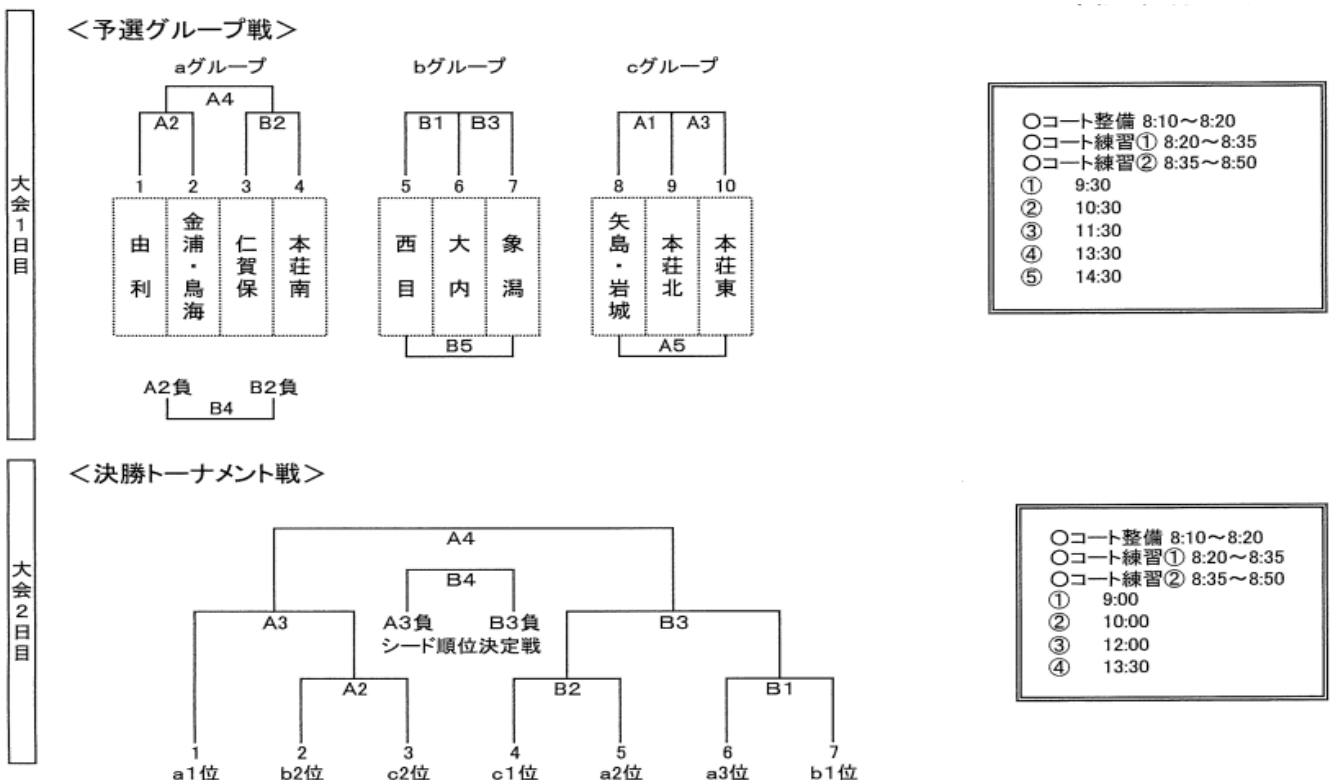 ＜予選グループ戦＞
aグループ
bグループ
cグループ
A4
A2
B2
B1
B3
A1
A3
1
2
3
4
5
6
7
8
9
10
由利
金浦・鳥海
仁賀保
本荘南
西目
大内
象潟
矢島・岩城
本荘北
本荘東
B5
A5
A2負
B2負
B4
大会1日目
○コート整備 8:10～8:20
○コート練習① 8:20～8:35
○コート練習② 8:35～8:50
① 9:30
② 10:30
③ 11:30
④ 13:30
⑤ 14:30
大会2日目
＜決勝トーナメント戦＞
A4
B4
A3
A3負
B3負
B3
シード順位決定戦
A2
B2
B1
1
2
3
4
5
6
7
a1位
b2位
c2位
c1位
a2位
a3位
b1位
○コート整備 8:10～8:20
○コート練習① 8:20～8:35
○コート練習② 8:35～8:50
① 9:00
② 10:00
③ 12:00
④ 13:30